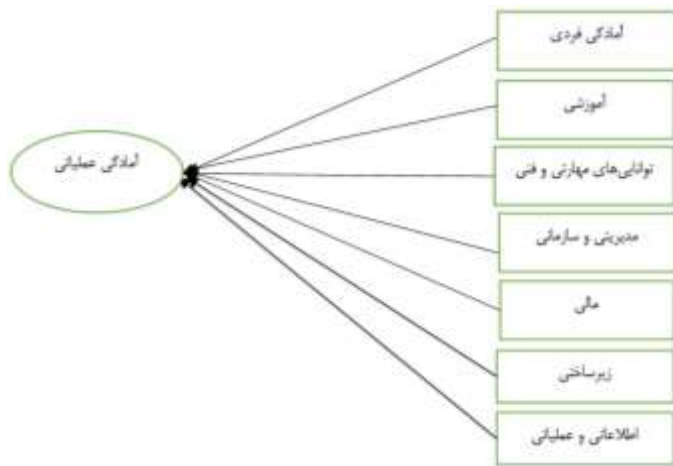 آمادگی فردی
آموزشی
توانایی‌های مهارتی و فنی
مدیریتی و سازمانی
مالی
زیرساختی
اطلاعاتی و عملیاتی
آمادگی عملیاتی